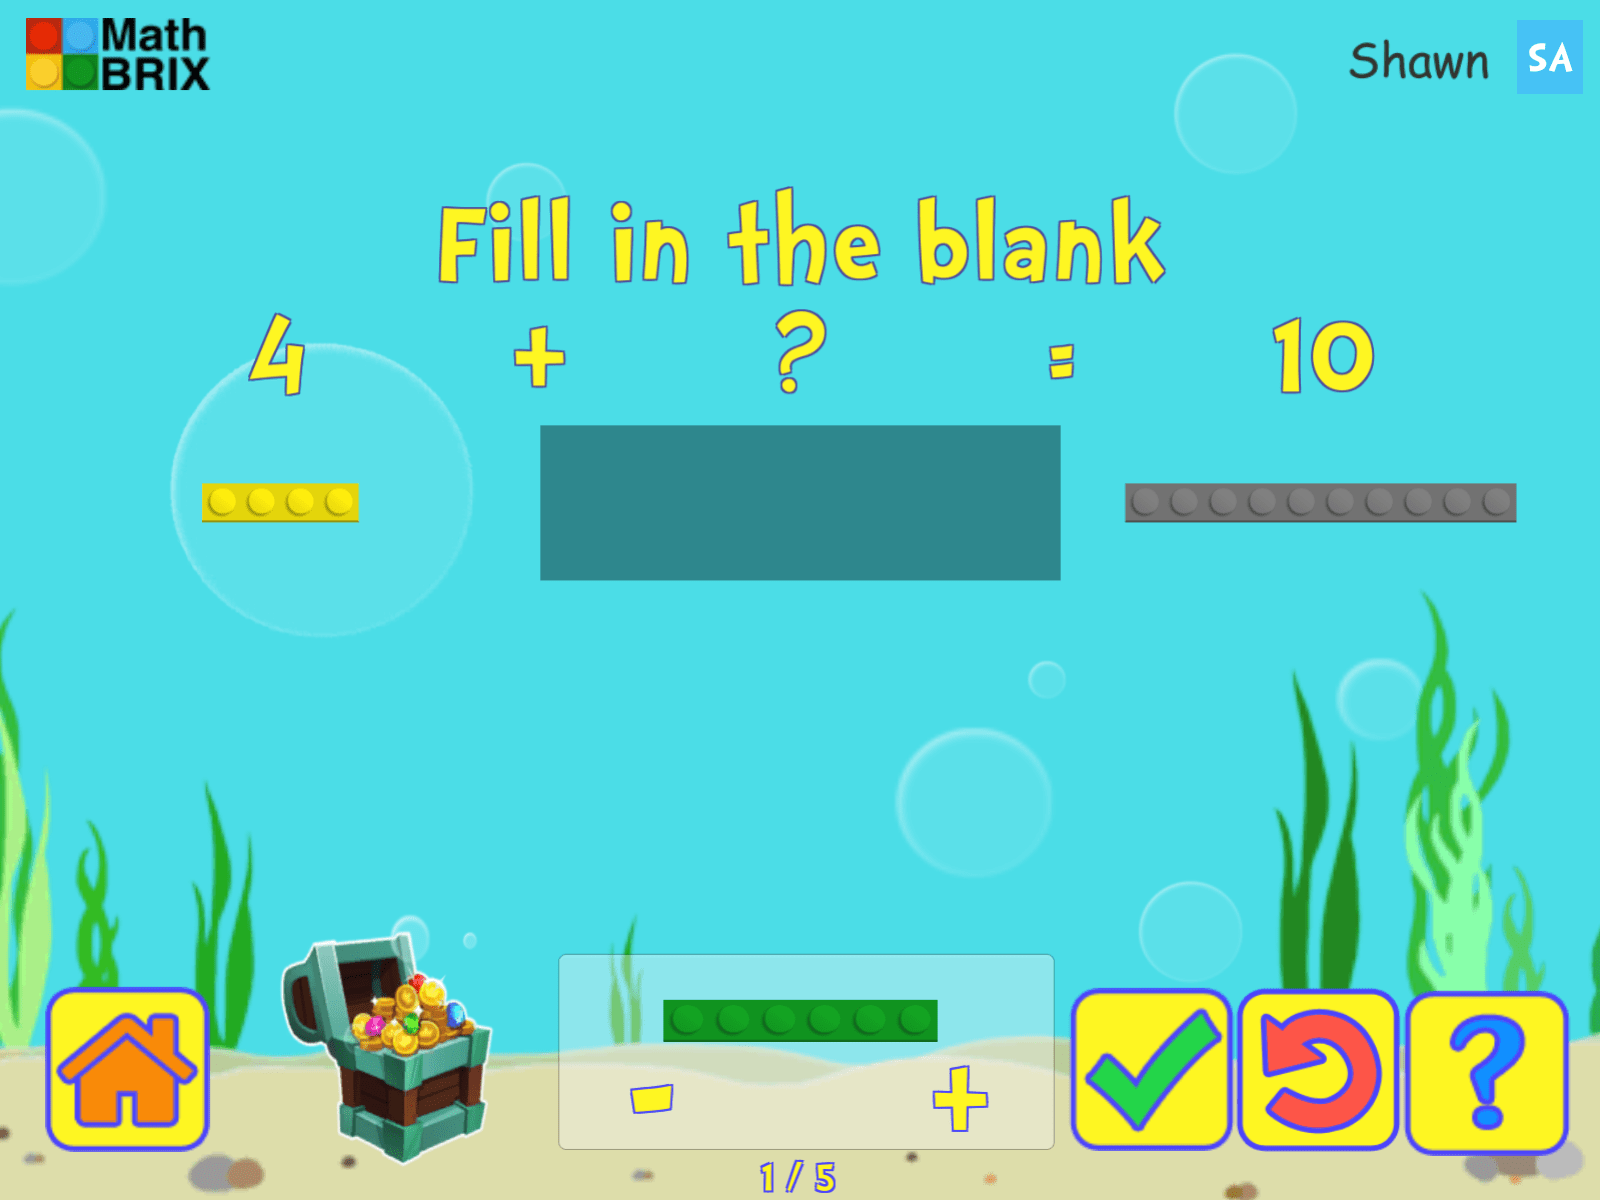 Math
BRIX
Shawn
SA
Fill in the blank
4 + ? = 10
- +
?
1 / 5